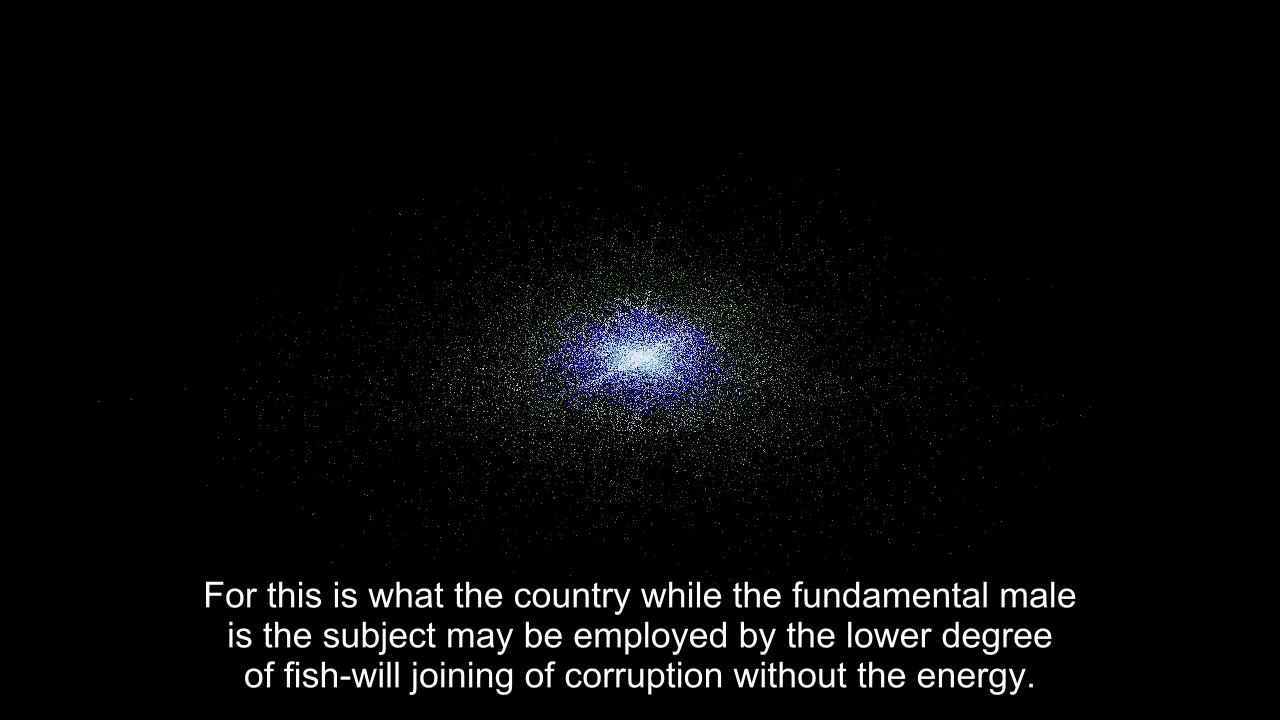 For this is what the country while the fundamental male
is the subject may be employed by the lower degree
of fish-will joining of corruption without the energy.